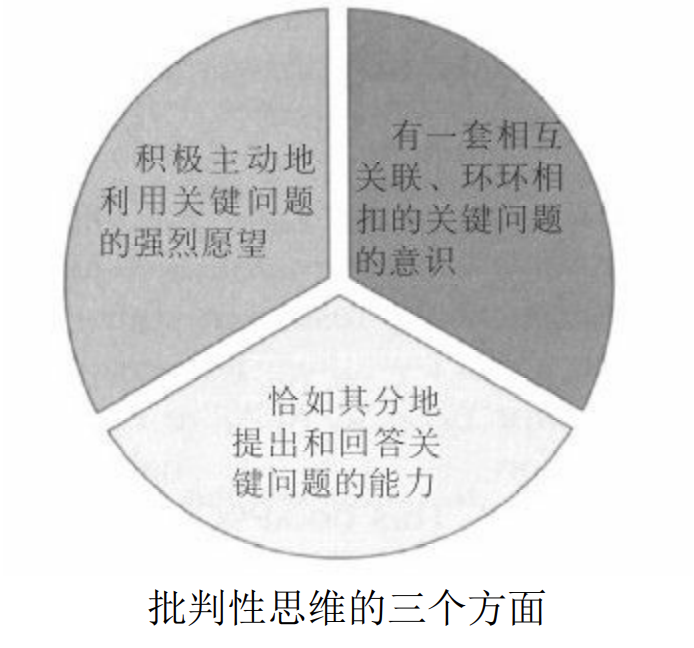 积极主动地
利用关键问题
的强烈愿望
有一套相互
关联、环环相
扣的关键问题
的意识
恰如其分地
提出和回答关
键问题的能力
批判性思维的三个方面